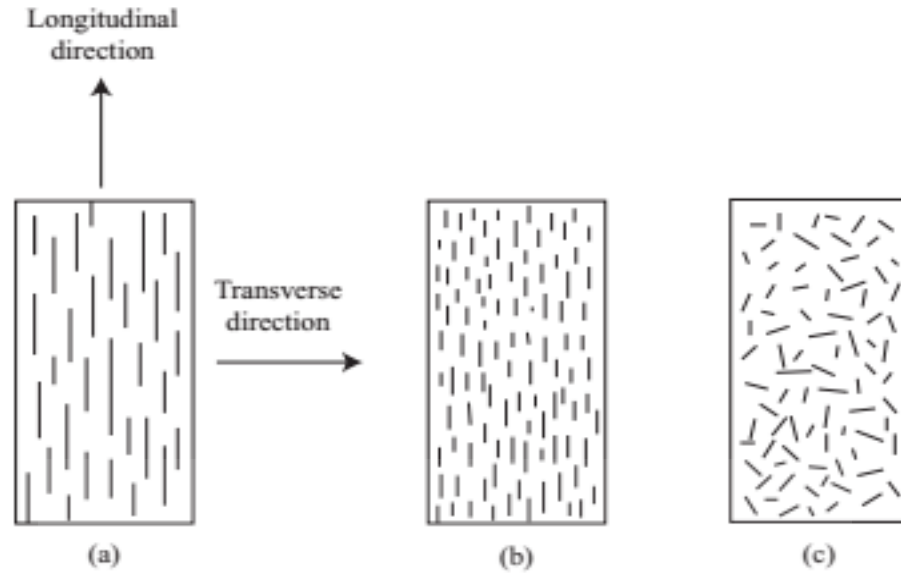 Longitudinal
direction
Transverse
direction
(a)
(b)
(c)